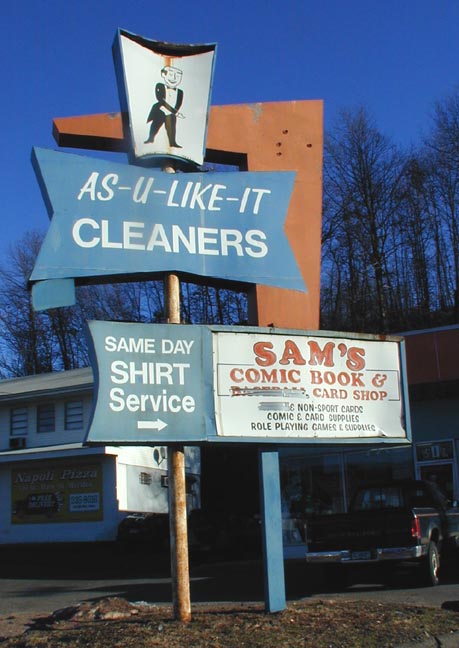 AS-U-LIKE-IT
CLEANERS
SAME DAY
SHIRT
Service
SAM'S
COMIC BOOK &
CARD SHOP
NON-SPORT CARDS
COMIC & CARD SUPPLIES
ROLE PLAYING GAMES & SUPPLIES
Napoli Pizza